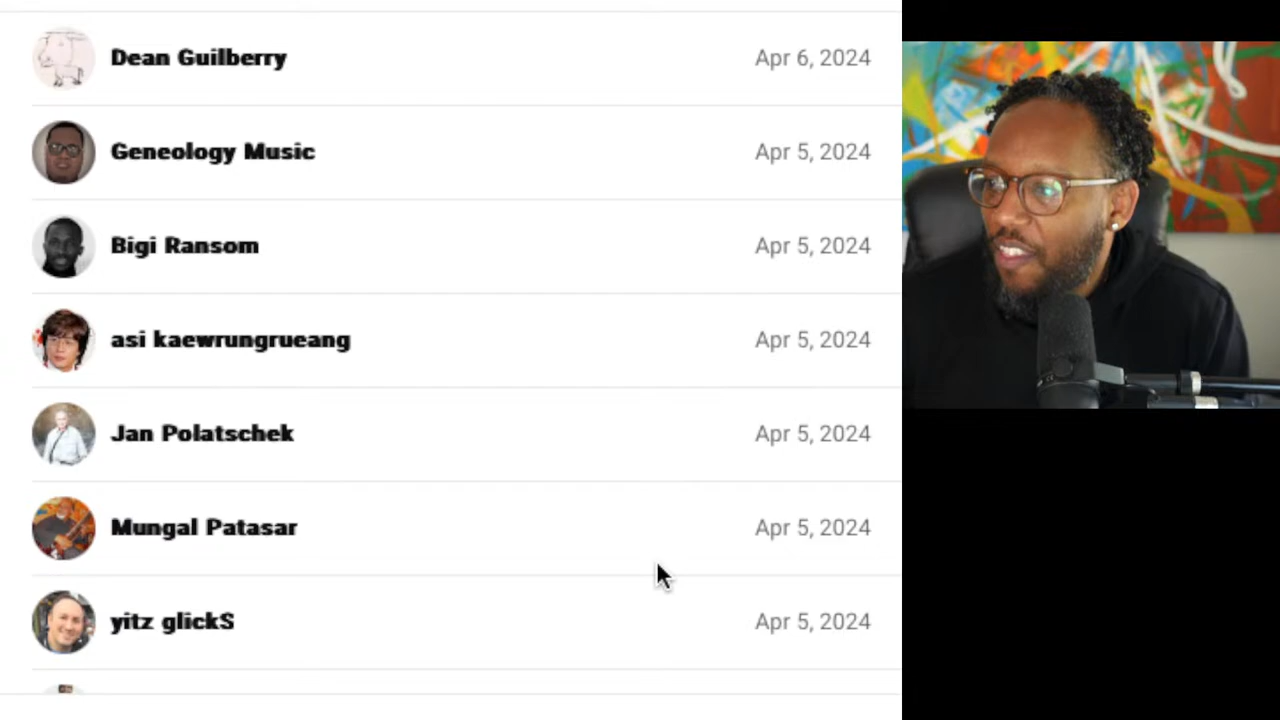 Dean Guilberry Apr 6, 2024
Geneology Music Apr 5, 2024
Bigi Ransom Apr 5, 2024
asi kaewrungrueang Apr 5, 2024
Jan Polatschek Apr 5, 2024
Mungal Patasar Apr 5, 2024
yitz glickS Apr 5, 2024